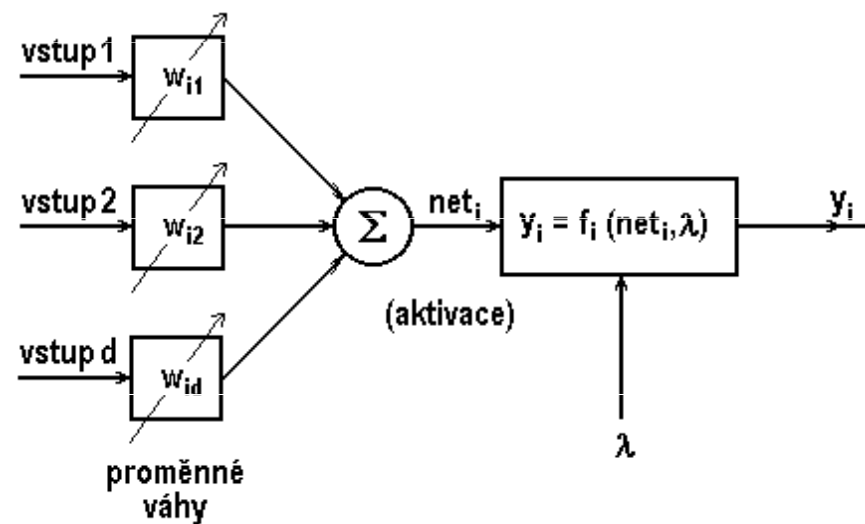 vstup 1
w_i1
vstup 2
w_i2
Σ
net_i
y_i = f_i (net_i, λ)
y_i
(aktivace)
vstup d
w_id
λ
proměnné
váhy